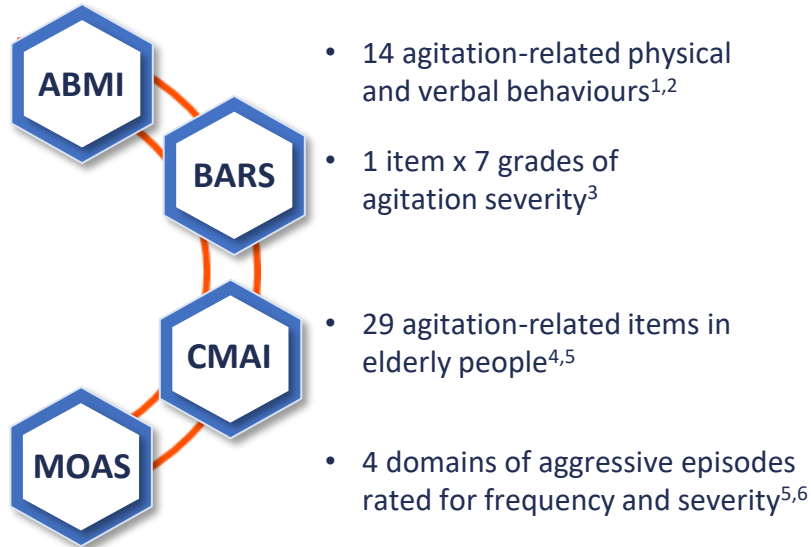 ABMI
• 14 agitation-related physical
and verbal behaviours1,2
BARS
• 1 item x 7 grades of
agitation severity3
CMAI
• 29 agitation-related items in
elderly people4,5
MOAS
• 4 domains of aggressive episodes
rated for frequency and severity5,6